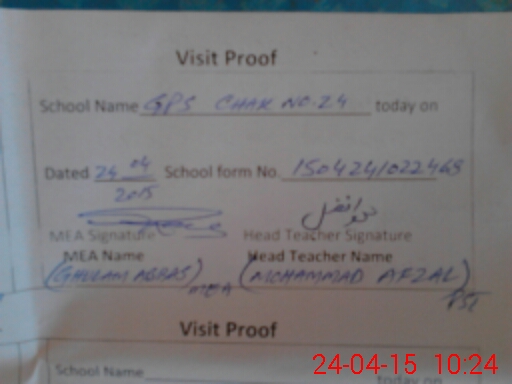 Visit Proof
School Name GPS CHAK NO. 24 today on
Dated 24 04 2015 School form No. 1504241022465
MEA Signature Head Teacher Signature
MEA Name Head Teacher Name
(GHULAM ABBAS) MEA (MOHAMMAD AFZAL) PST
Visit Proof
School Name today on
24-04-15 10:24